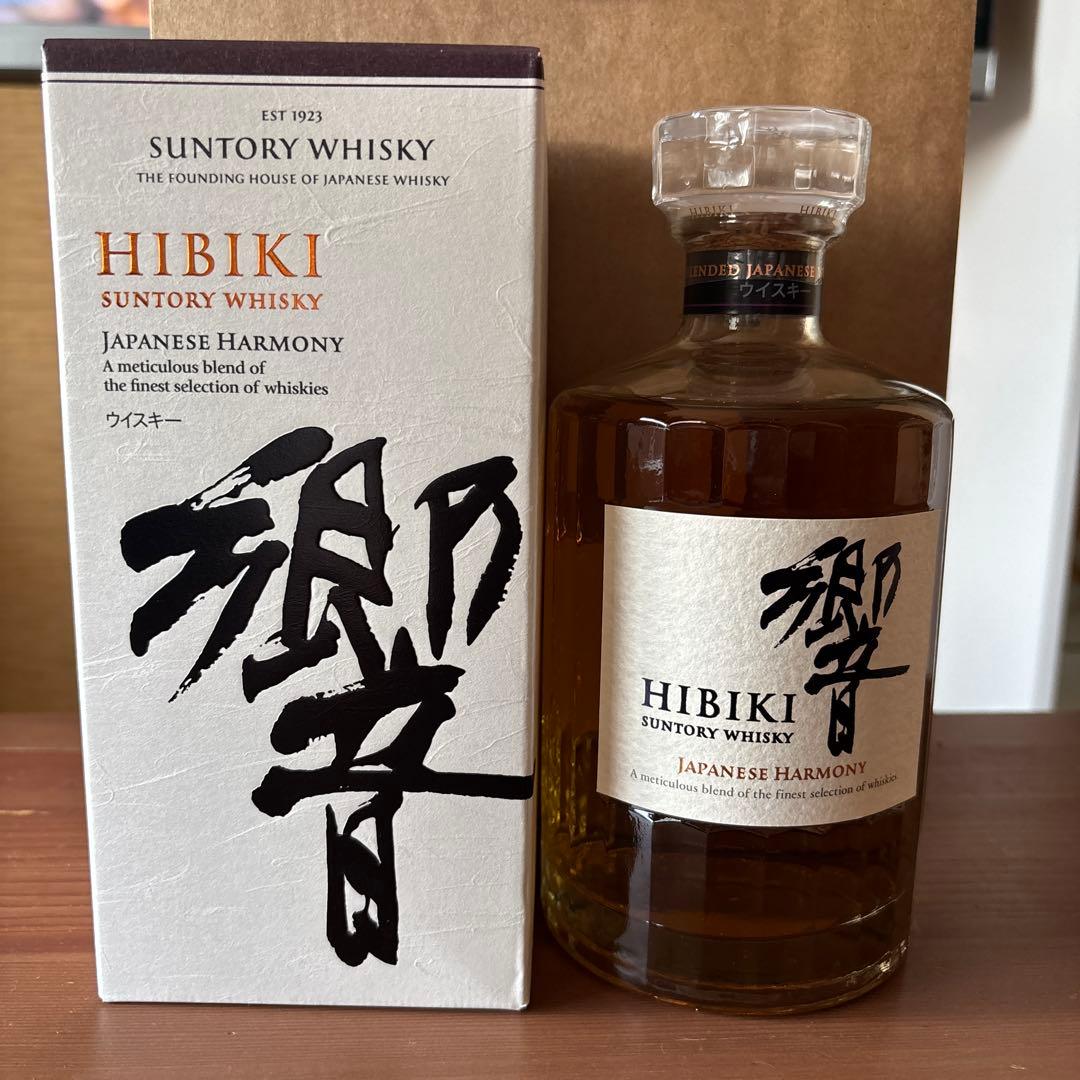 EST 1923
SUNTORY WHISKY
THE FOUNDING HOUSE OF JAPANESE WHISKY
HIBIKI
SUNTORY WHISKY
JAPANESE HARMONY
A meticulous blend of
the finest selection of whiskies
ウイスキー
響
HIBIKI HIBIKI
JAPANESE
ウイスキー
響
HIBIKI
SUNTORY WHISKY
JAPANESE HARMONY
A meticulous blend of the finest selection of whiskies